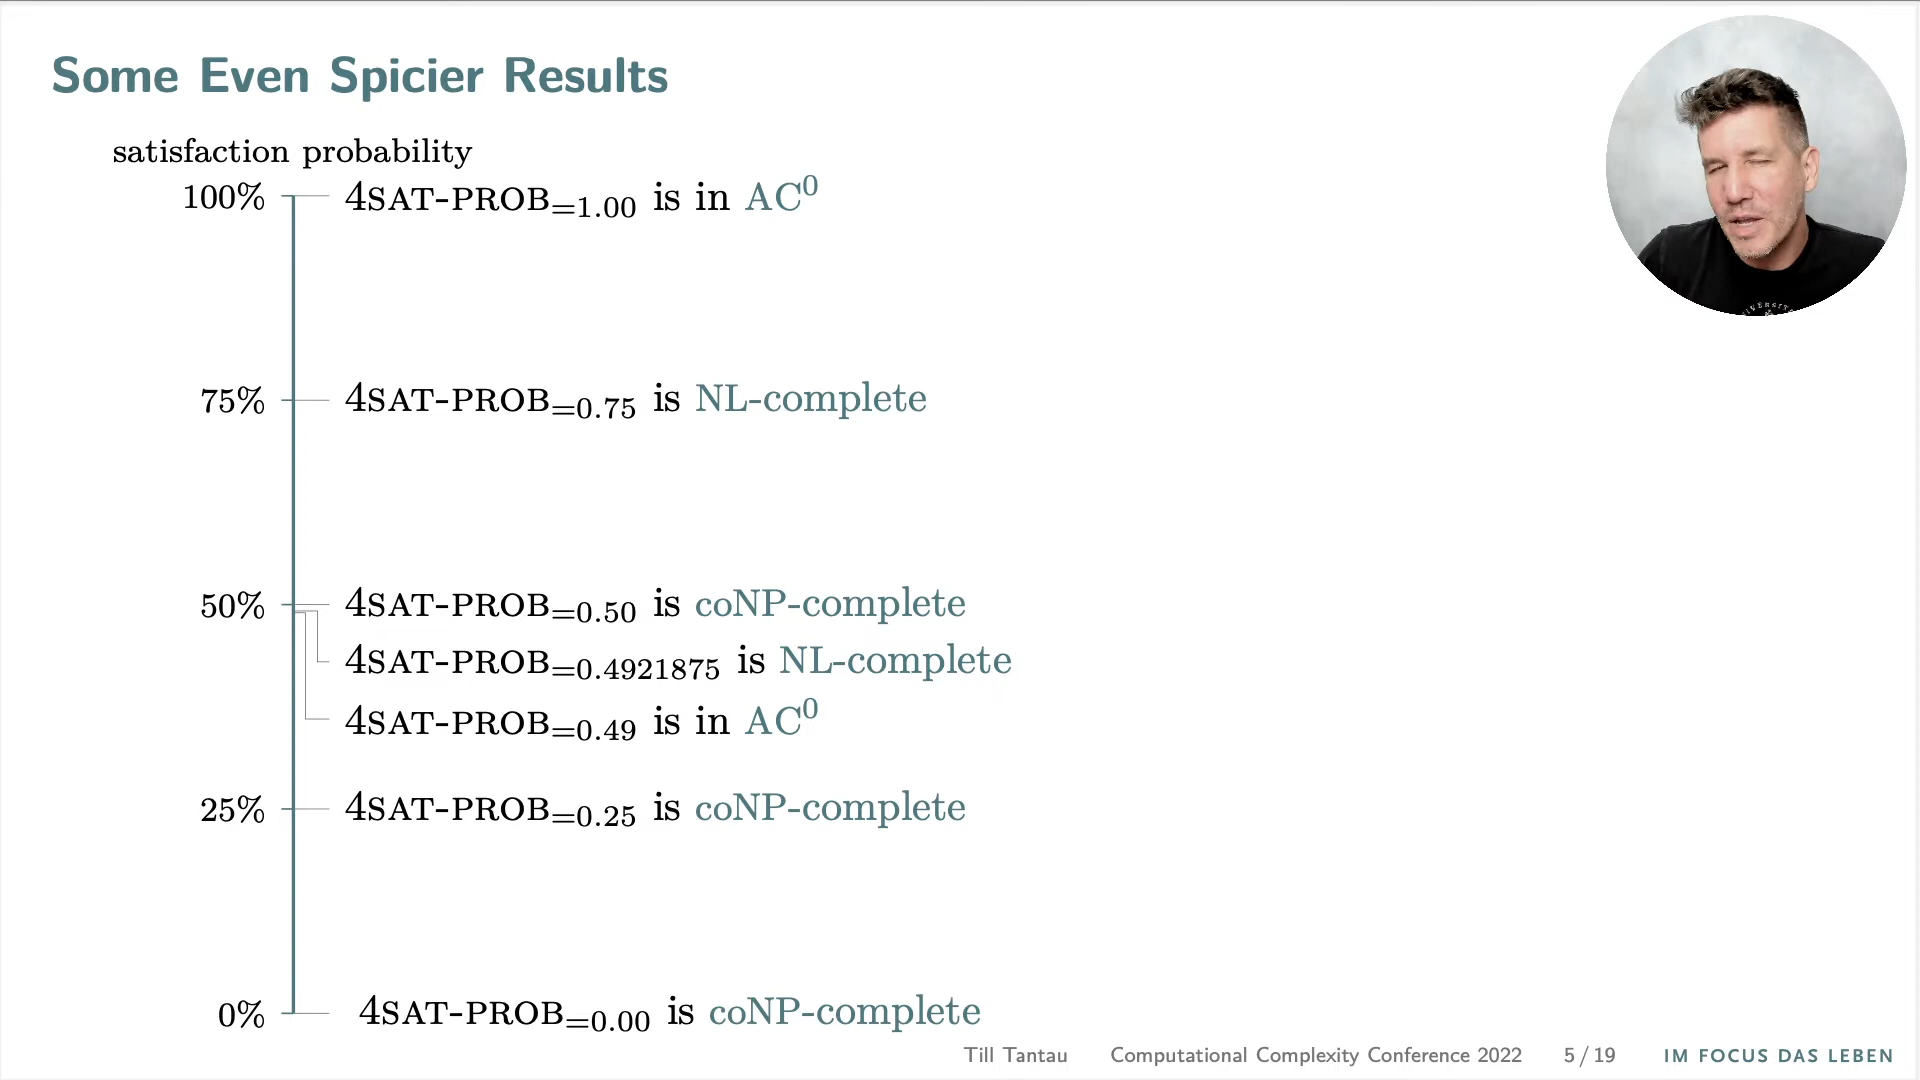 Some Even Spicier Results
satisfaction probability
100% 4SAT-PROB=1.00 is in AC⁰
75% 4SAT-PROB=0.75 is NL-complete
50% 4SAT-PROB=0.50 is coNP-complete
4SAT-PROB=0.4921875 is NL-complete
4SAT-PROB=0.49 is in AC⁰
25% 4SAT-PROB=0.25 is coNP-complete
0% 4SAT-PROB=0.00 is coNP-complete
Till Tantau Computational Complexity Conference 2022 5 / 19 IM FOCUS DAS LEBEN